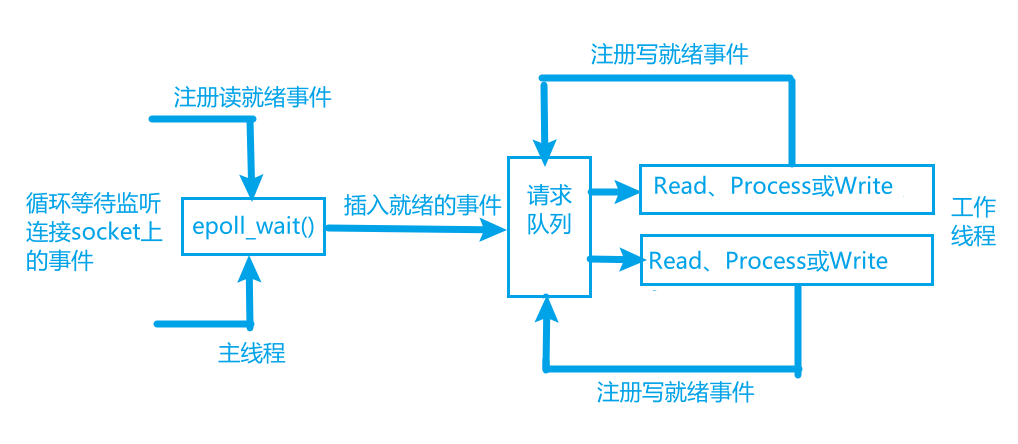 注册写就绪事件
注册读就绪事件
循环等待监听
连接socket上
的事件
epoll_wait()
插入就绪的事件
请求
队列
Read、Process或Write
Read、Process或Write
工作
线程
主线程
注册写就绪事件